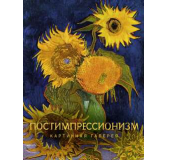 ПОСТИМПРЕССИОНИЗМ
КАРТИННАЯ ГАЛЕРЕЯ